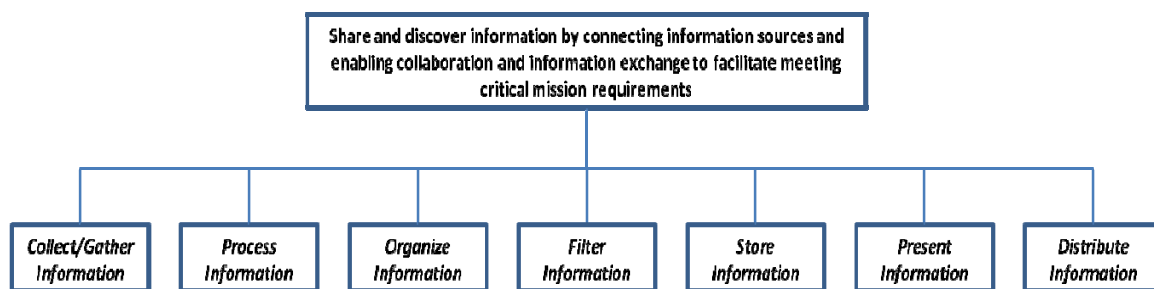 Share and discover information by connecting information sources and
enabling collaboration and information exchange to facilitate meeting
critical mission requirements
Collect/Gather
Information
Process
Information
Organize
Information
Filter
Information
Store
Information
Present
Information
Distribute
Information